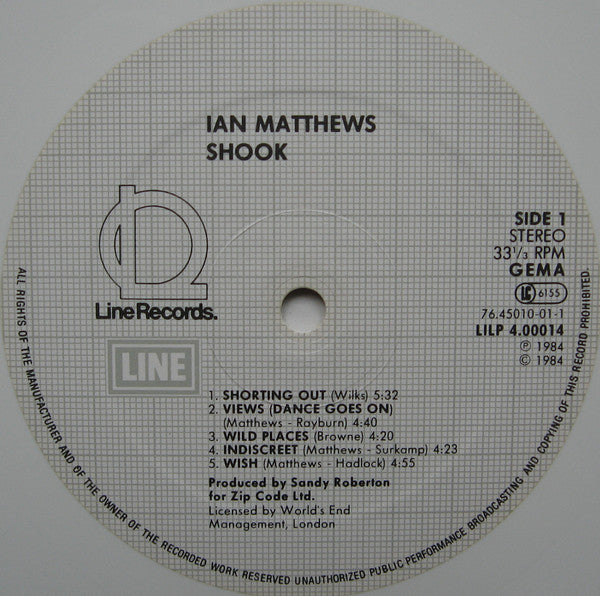 IAN MATTHEWS
SHOOK
Line Records.
LINE
SIDE 1
STEREO
33 1/3 RPM
GEMA
LC 6155
76.45010-01-1
LILP 4.00014
Ⓟ 1984
© 1984
1. SHORTING OUT (Wilks) 5:32
2. VIEWS (DANCE GOES ON)
(Matthews - Rayburn) 4:40
3. WILD PLACES (Browne) 4:20
4. INDISCREET (Matthews - Surkamp) 4:23
5. WISH (Matthews - Hadlock) 4:55
Produced by Sandy Roberton
for Zip Code Ltd.
Licensed by World's End
Management, London
ALL RIGHTS OF THE MANUFACTURER AND OF THE OWNER OF THE RECORDED WORK RESERVED UNAUTHORIZED PUBLIC PERFORMANCE BROADCASTING AND COPYING OF THIS RECORD PROHIBITED.